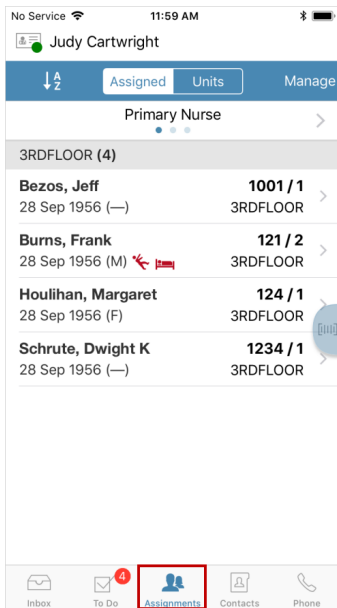 No Service 11:59 AM
Judy Cartwright
A
Z
Assigned Units Manage
Primary Nurse
3RDFLOOR (4)
Bezos, Jeff 1001 / 1
28 Sep 1956 (—) 3RDFLOOR
Burns, Frank 121 / 2
28 Sep 1956 (M) 3RDFLOOR
Houlihan, Margaret 124 / 1
28 Sep 1956 (F) 3RDFLOOR
Schrute, Dwight K 1234 / 1
28 Sep 1956 (—) 3RDFLOOR
4
Inbox To Do Assignments Contacts Phone